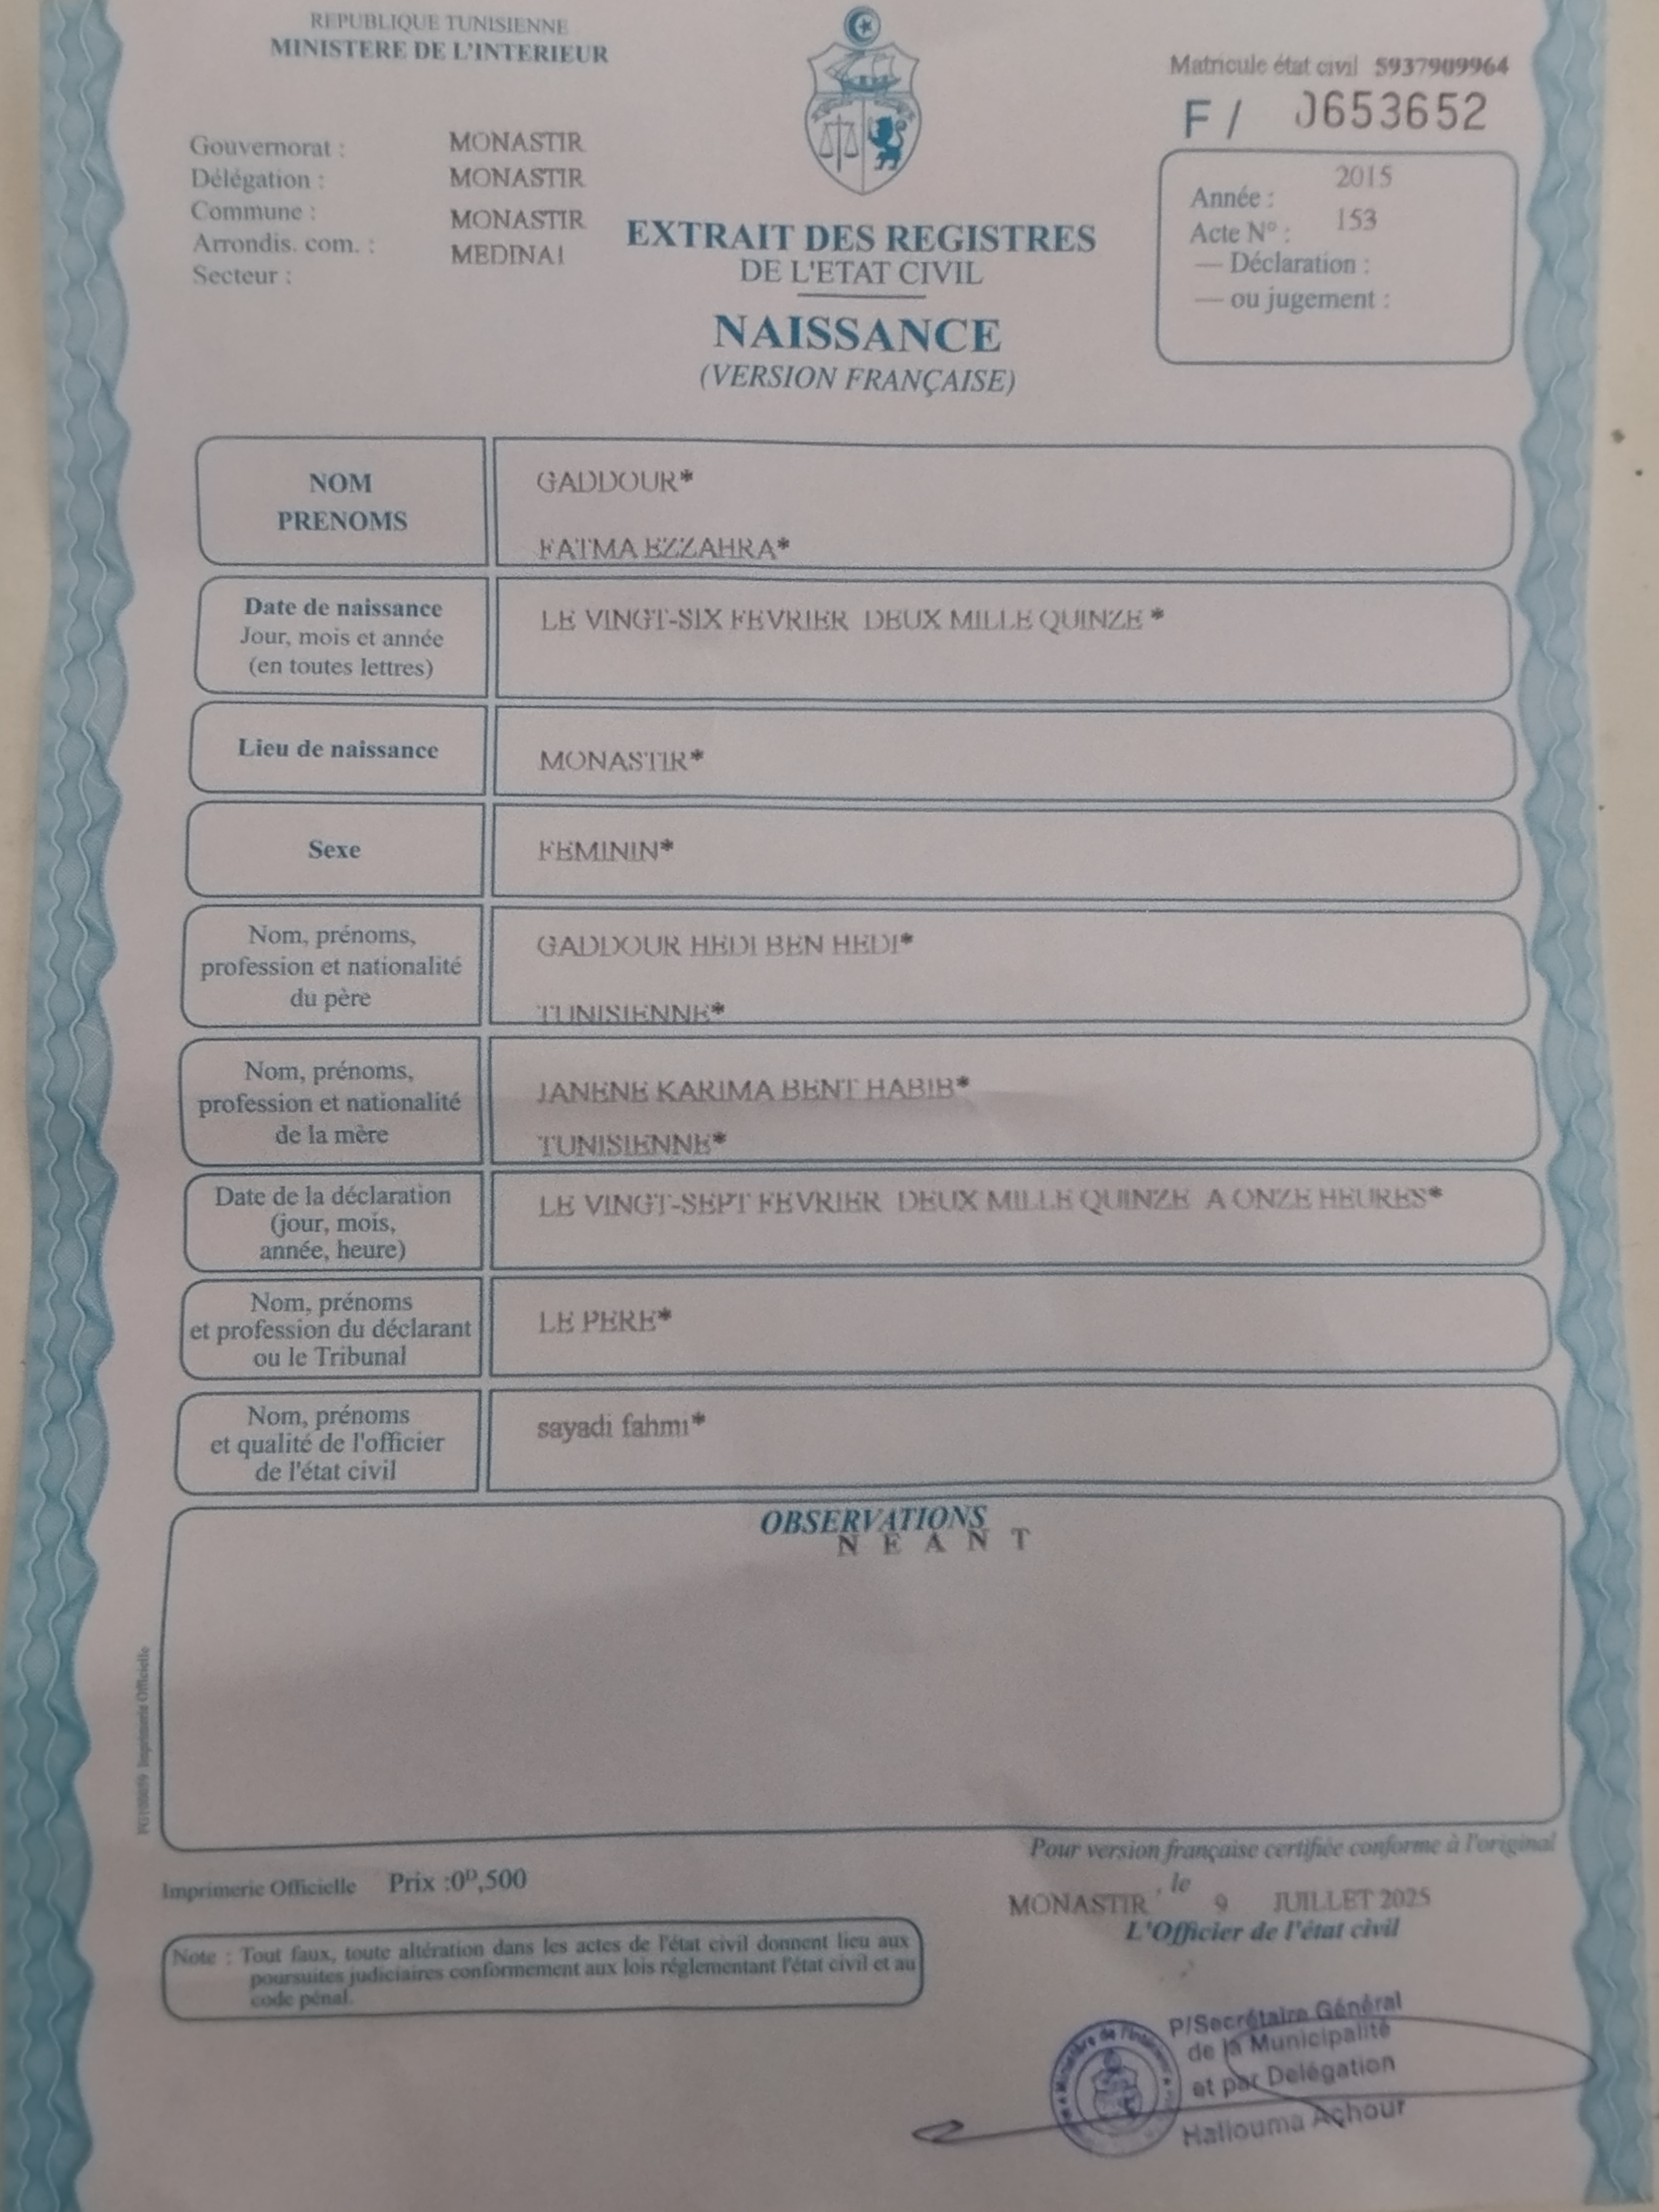 REPUBLIQUE TUNISIENNE
MINISTERE DE L'INTERIEUR
Matricule état civil 5937909964
F / 0653652
Gouvernorat : MONASTIR
Délégation : MONASTIR
Commune : MONASTIR
Arrondis. com. : MEDINA1
Secteur :
EXTRAIT DES REGISTRES
DE L'ETAT CIVIL
NAISSANCE
(VERSION FRANÇAISE)
Année : 2015
Acte N° : 153
— Déclaration :
— ou jugement :
NOM
PRENOMS
GADDOUR*
FATMA EZZAHRA*
Date de naissance
Jour, mois et année
(en toutes lettres)
LE VINGT-SIX FEVRIER DEUX MILLE QUINZE *
Lieu de naissance
MONASTIR*
Sexe
FEMININ*
Nom, prénoms,
profession et nationalité
du père
GADDOUR HEDI BEN HEDI*
TUNISIENNE*
Nom, prénoms,
profession et nationalité
de la mère
JANENE KARIMA BENT HABIB*
TUNISIENNE*
Date de la déclaration
(jour, mois,
année, heure)
LE VINGT-SEPT FEVRIER DEUX MILLE QUINZE A ONZE HEURES*
Nom, prénoms
et profession du déclarant
ou le Tribunal
LE PERE*
Nom, prénoms
et qualité de l'officier
de l'état civil
sayadi fahmi*
OBSERVATIONS
N E A N T
Imprimerie Officielle
Pour version française certifiée conforme à l'original
Imprimerie Officielle Prix :0ᴰ,500
MONASTIR , le 9 JUILLET 2025
L'Officier de l'état civil
Note : Tout faux, toute altération dans les actes de l'état civil donnent lieu aux
poursuites judiciaires conformement aux lois réglementant l'état civil et au
code pénal.
P/Secrétaire Général
de la Municipalité
et par Delégation
Hallouma Achour
Ministère de l'Intérieur